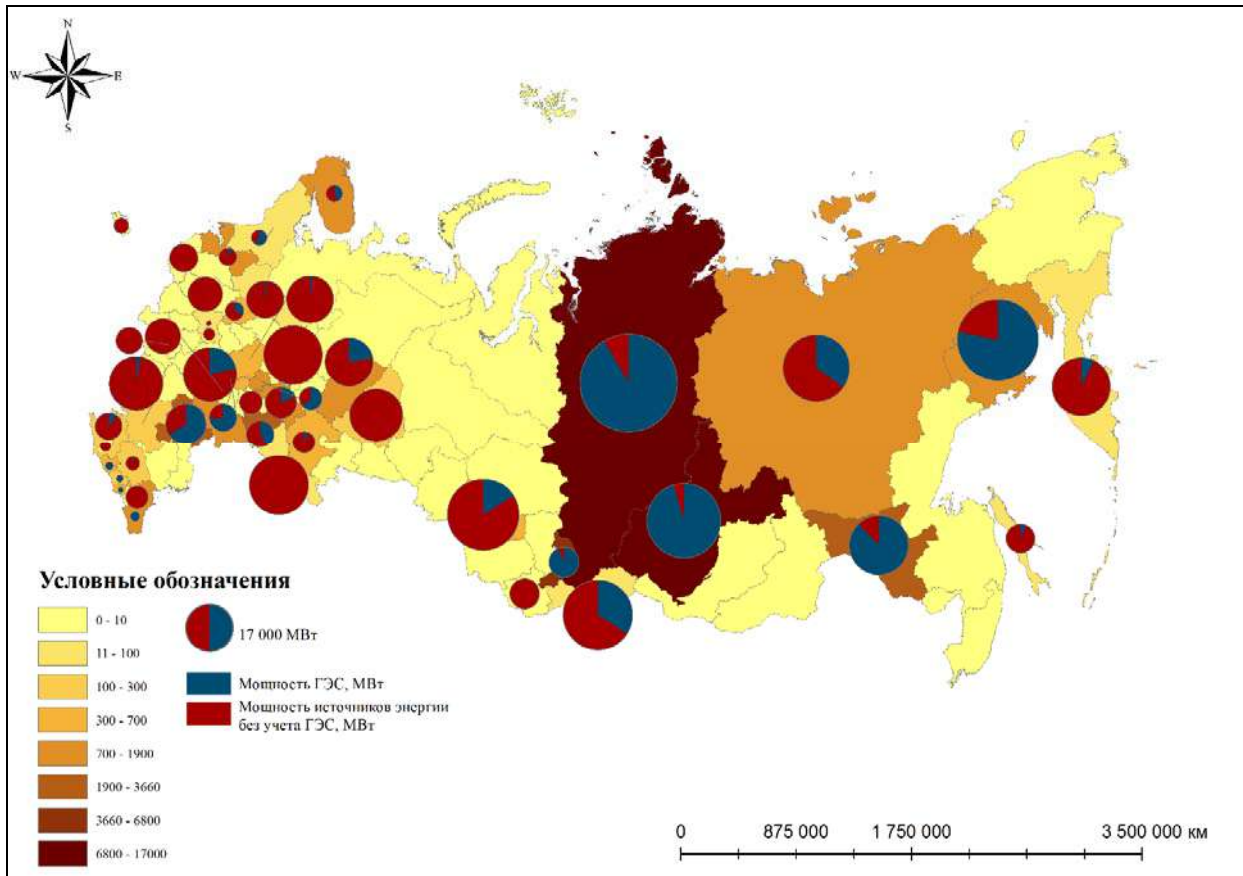 N
W
E
S
Условные обозначения
0 - 10
11 - 100
100 - 300
300 - 700
700 - 1900
1900 - 3660
3660 - 6800
6800 - 17000
17 000 МВт
Мощность ГЭС, МВт
Мощность источников энергии
без учета ГЭС, МВт
0
875 000
1 750 000
3 500 000 км